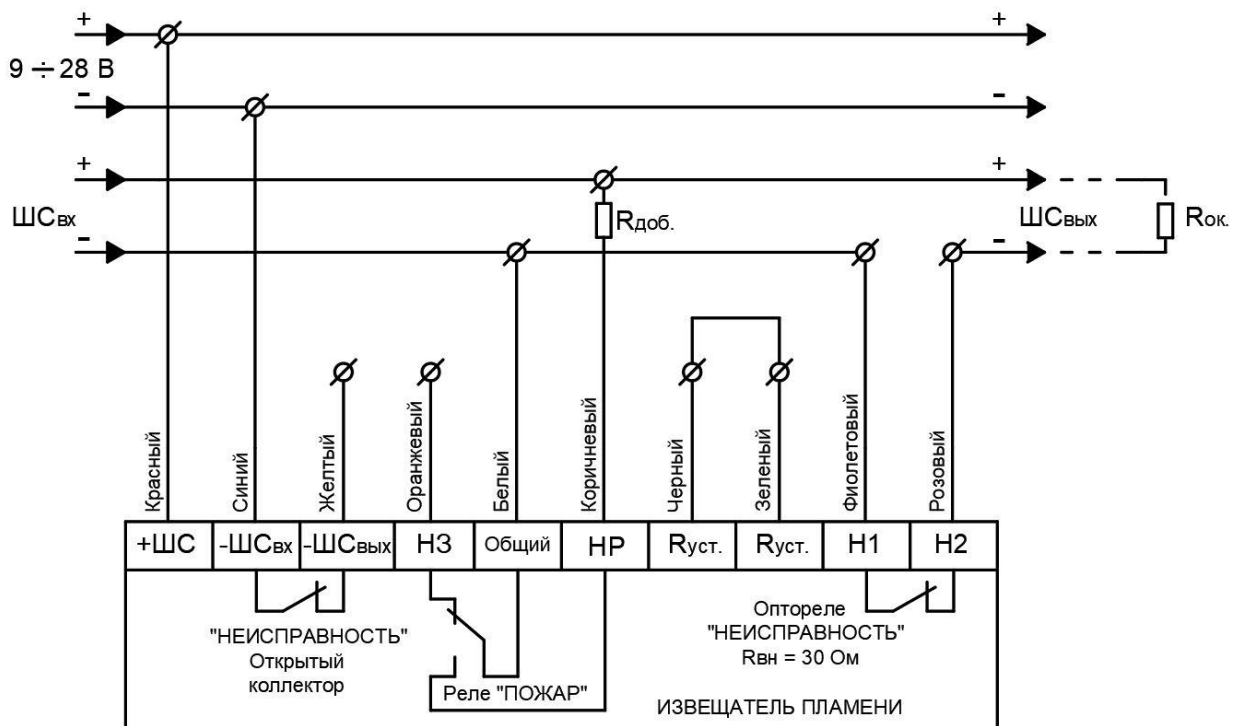 + +
9 ÷ 28 В
- -
+ +
ШСвх Rдоб. ШСвых Rок.
- -
Красный
Синий
Желтый
Оранжевый
Белый
Коричневый
Черный
Зеленый
Фиолетовый
Розовый
+ШС -ШСвх -ШСвых НЗ Общий НР Rуст. Rуст. Н1 Н2
"НЕИСПРАВНОСТЬ"
Открытый
коллектор
Реле "ПОЖАР"
Оптореле
"НЕИСПРАВНОСТЬ"
Rвн = 30 Ом
ИЗВЕЩАТЕЛЬ ПЛАМЕНИ